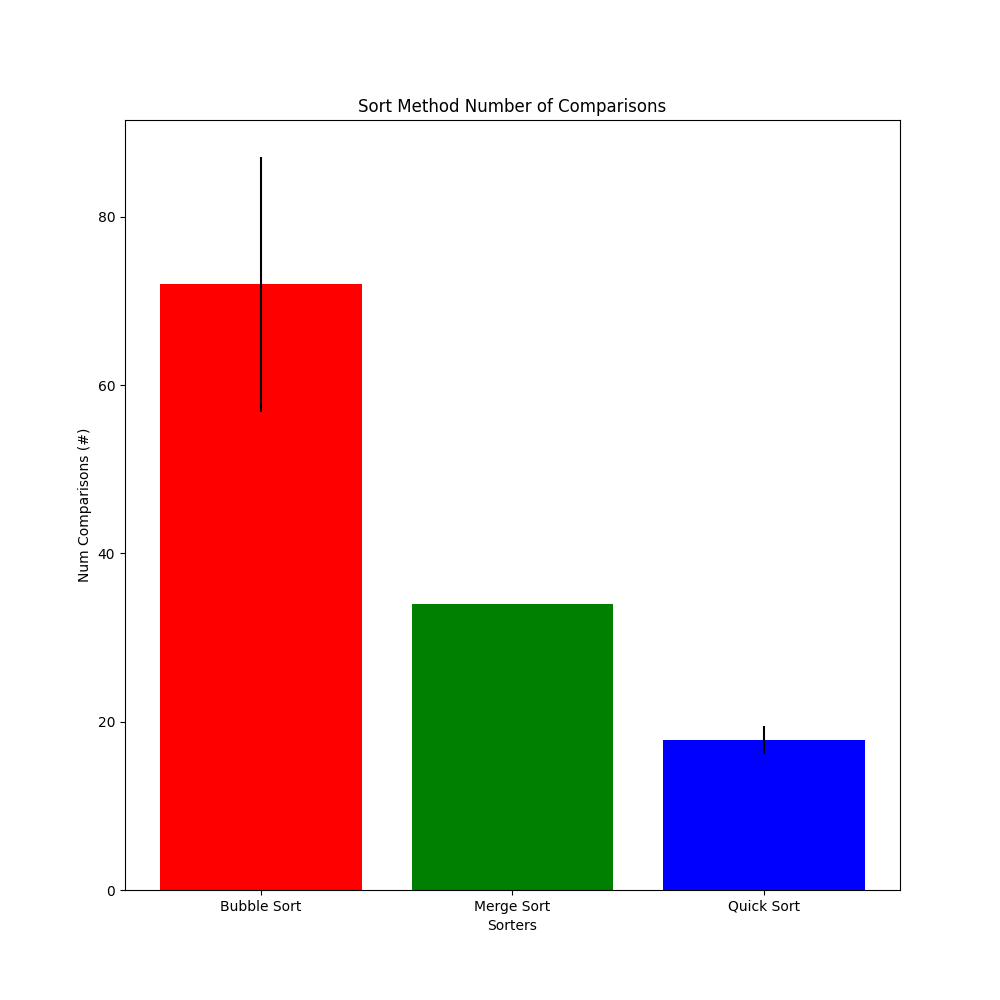 Sort Method Number of Comparisons
Num Comparisons (#)
80
60
40
20
0
Bubble Sort Merge Sort Quick Sort
Sorters